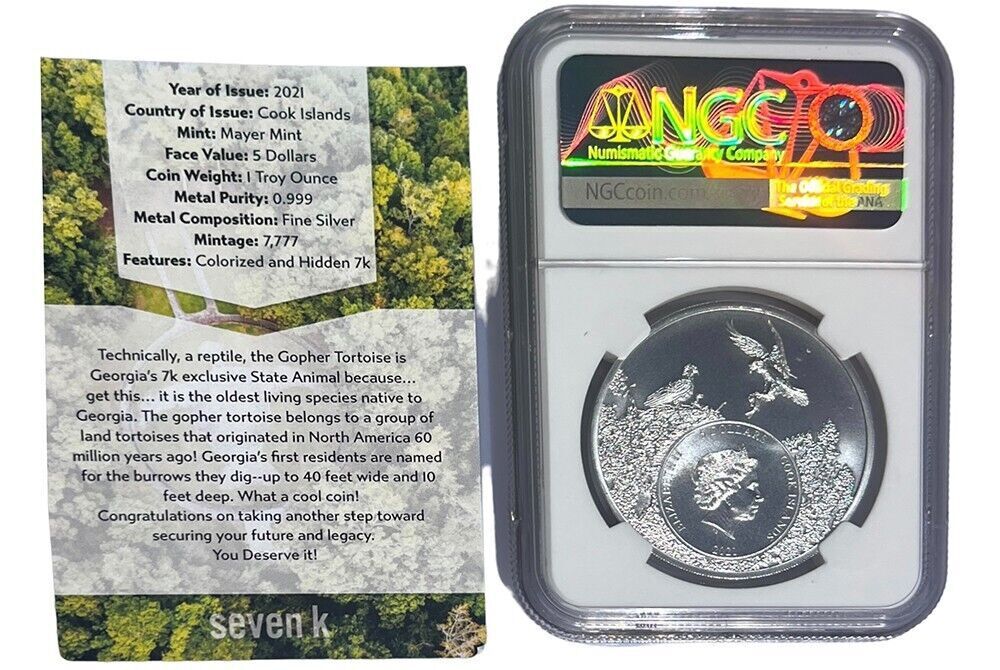 Year of Issue: 2021
Country of Issue: Cook Islands
Mint: Mayer Mint
Face Value: 5 Dollars
Coin Weight: 1 Troy Ounce
Metal Purity: 0.999
Metal Composition: Fine Silver
Mintage: 7,777
Features: Colorized and Hidden 7k
Technically, a reptile, the Gopher Tortoise is
Georgia's 7k exclusive State Animal because...
get this... it is the oldest living species native to
Georgia. The gopher tortoise belongs to a group of
land tortoises that originated in North America 60
million years ago! Georgia's first residents are named
for the burrows they dig--up to 40 feet wide and 10
feet deep. What a cool coin!
Congratulations on taking another step toward
securing your future and legacy.
You Deserve it!
seven k
NGC
Numismatic Guaranty Company
NGCcoin.com
The Official Grading
Service of the ANA
DOLLARS
ELIZABETH II
COOK ISLANDS
2021